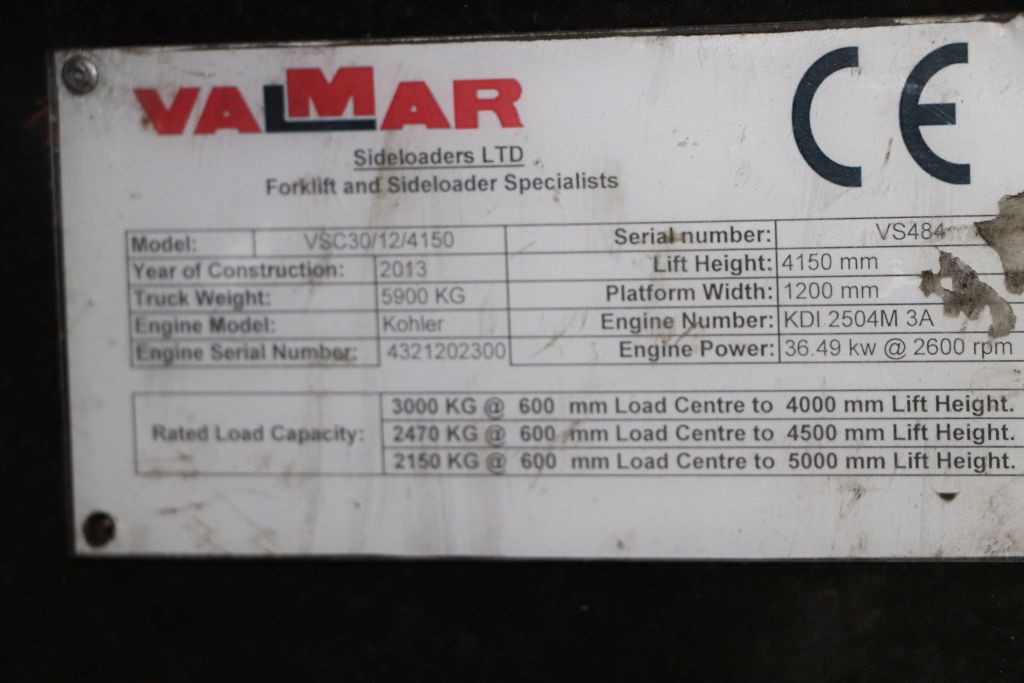 VALMAR
CE
Sideloaders LTD
Forklift and Sideloader Specialists
Model: VSC30/12/4150 Serial number: VS484
Year of Construction: 2013 Lift Height: 4150 mm
Truck Weight: 5900 KG Platform Width: 1200 mm
Engine Model: Kohler Engine Number: KDI 2504M 3A
Engine Serial Number: 4321202300 Engine Power: 36.49 kw @ 2600 rpm
Rated Load Capacity:
3000 KG @ 600 mm Load Centre to 4000 mm Lift Height.
2470 KG @ 600 mm Load Centre to 4500 mm Lift Height.
2150 KG @ 600 mm Load Centre to 5000 mm Lift Height.